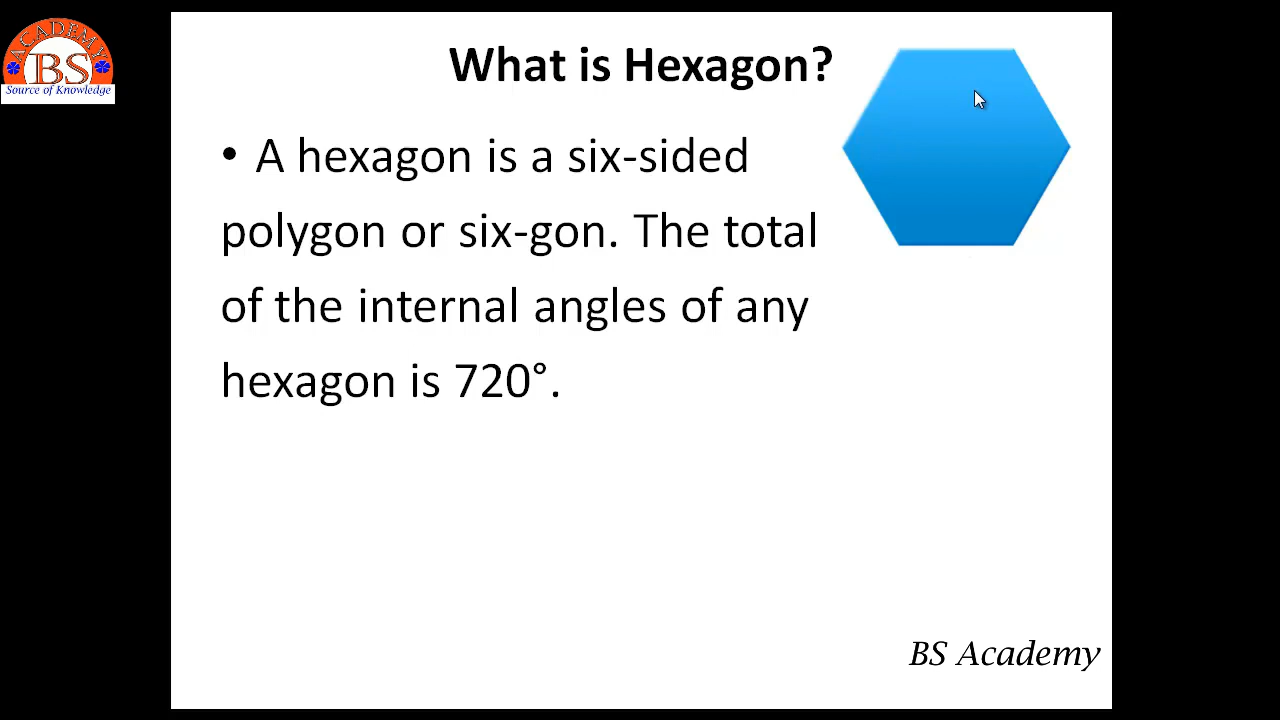 ACADEMY
BS
Source of Knowledge
What is Hexagon?
• A hexagon is a six-sided
polygon or six-gon. The total
of the internal angles of any
hexagon is 720°.
BS Academy